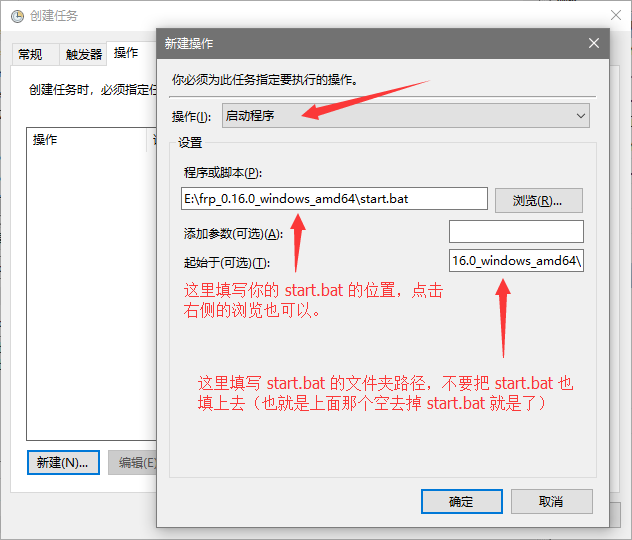 创建任务
常规
触发器
操作
创建任务时，必须指定任
操作
新建(N)...
编辑(E)
新建操作
你必须为此任务指定要执行的操作。
操作(I):
启动程序
设置
程序或脚本(P):
E:\frp_0.16.0_windows_amd64\start.bat
浏览(R)...
添加参数(可选)(A):
起始于(可选)(T):
16.0_windows_amd64\
这里填写你的 start.bat 的位置，点击
右侧的浏览也可以。
这里填写 start.bat 的文件夹路径，不要把 start.bat 也
填上去（也就是上面那个空去掉 start.bat 就是了）
确定
取消